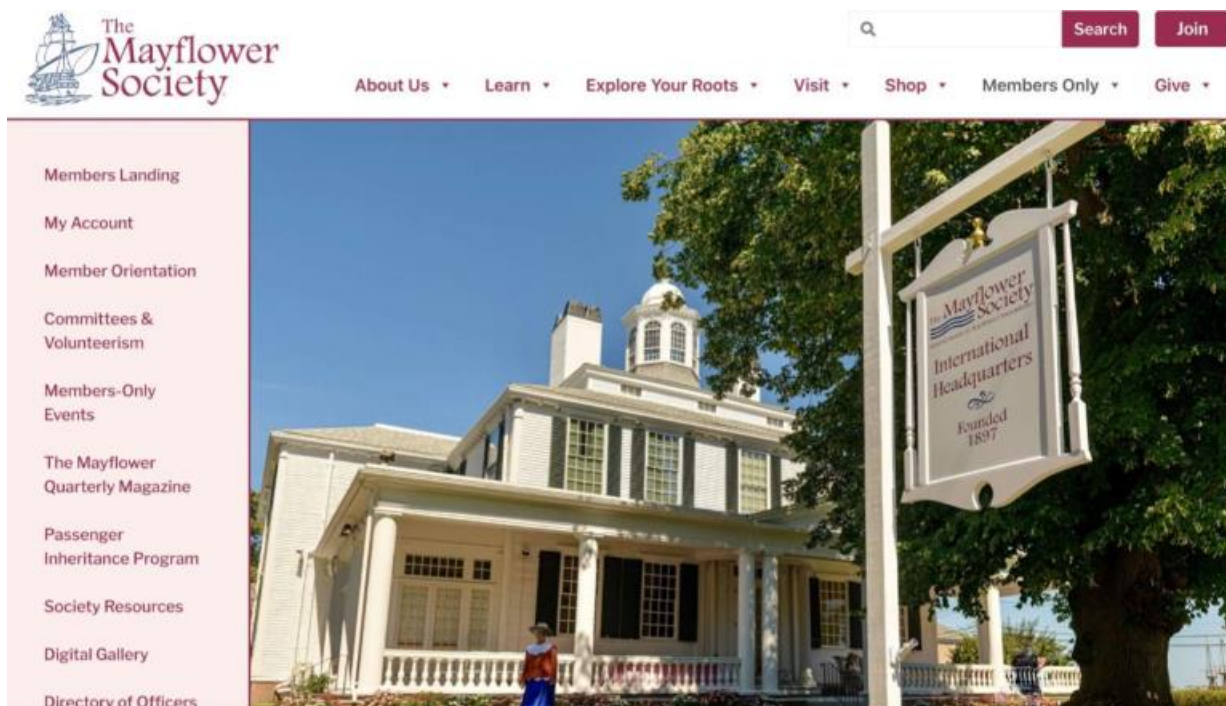 The
Mayflower
Society
Search
Join
About Us
Learn
Explore Your Roots
Visit
Shop
Members Only
Give
Members Landing
My Account
Member Orientation
Committees &
Volunteerism
Members-Only
Events
The Mayflower
Quarterly Magazine
Passenger
Inheritance Program
Society Resources
Digital Gallery
Directory of Officers
The Mayflower
Society
International
Headquarters
Founded
1897